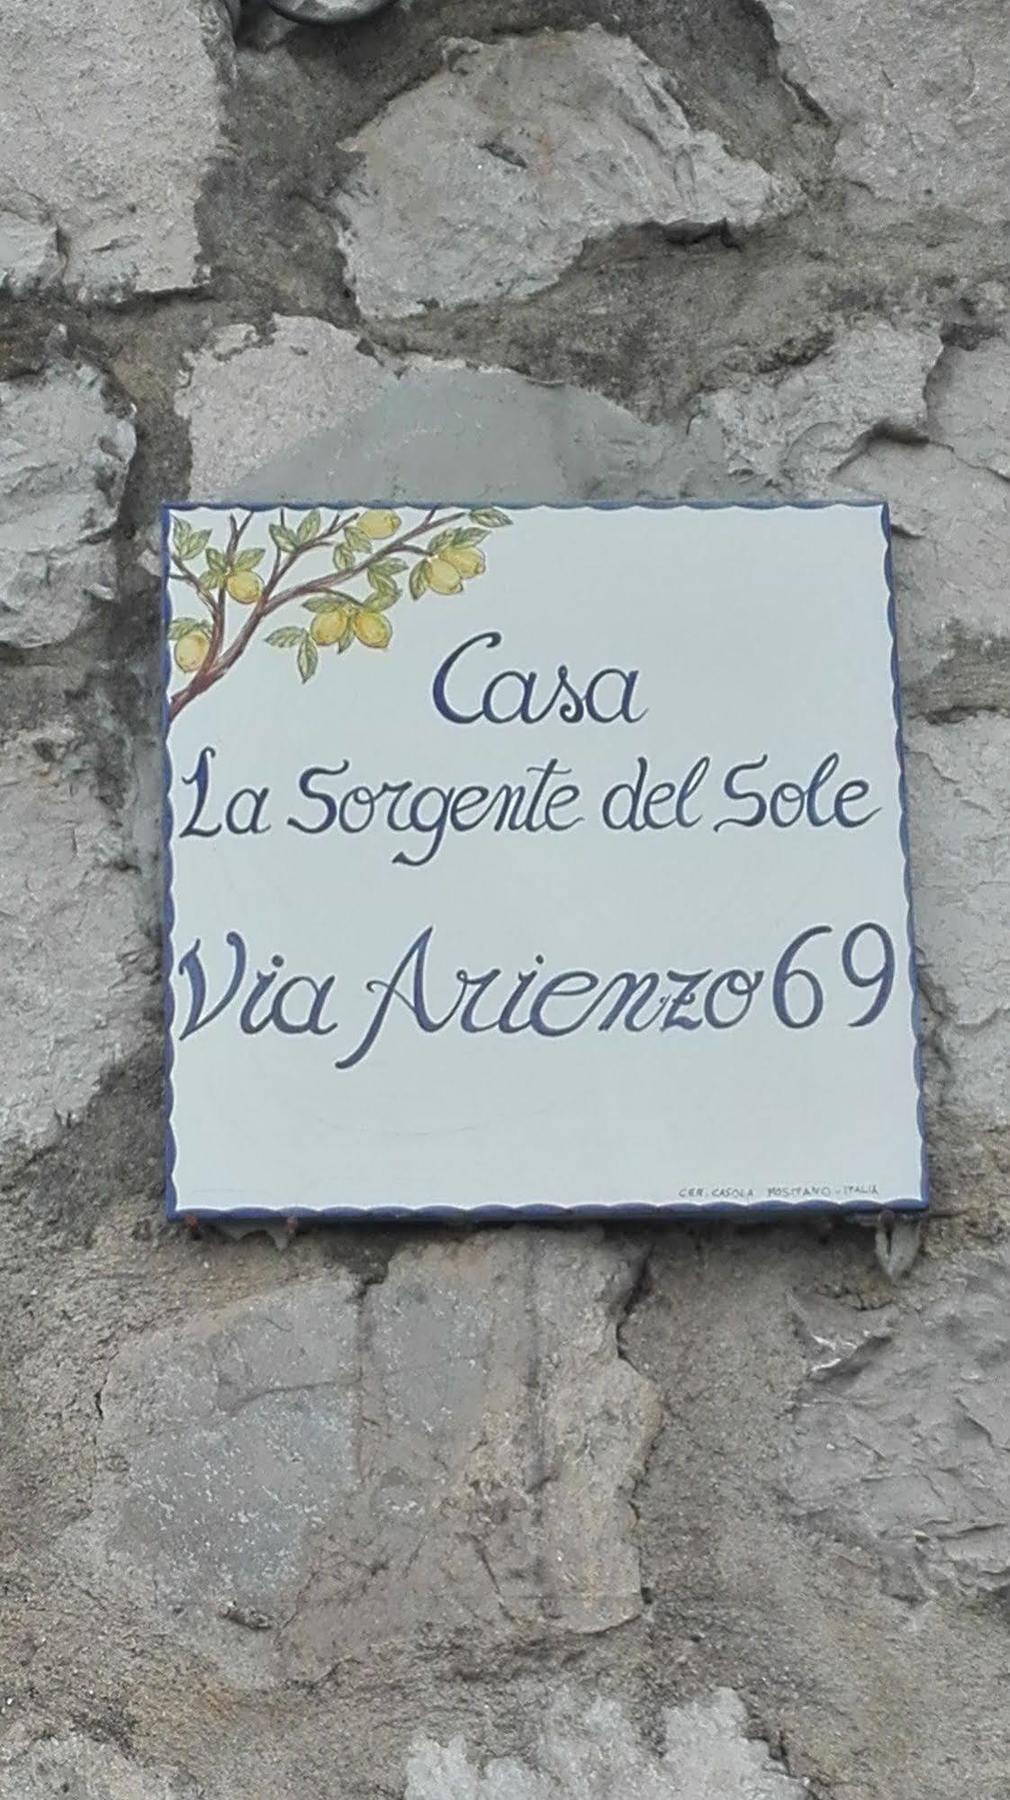 Casa
La Sorgente del Sole
Via Arienzo 69
CER. CASOLA POSITANO - ITALIA